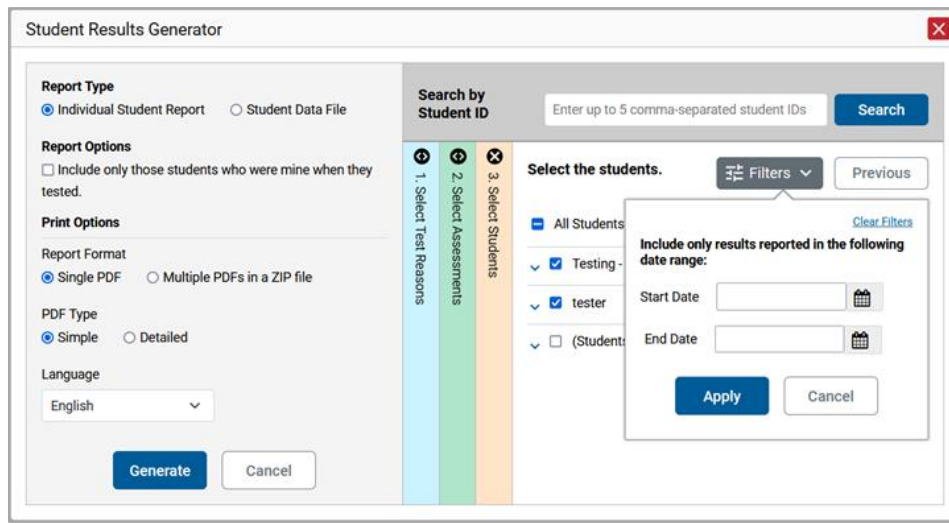 Student Results Generator
Report Type
Individual Student Report
Student Data File
Report Options
Include only those students who were mine when they
tested.
Print Options
Report Format
Single PDF
Multiple PDFs in a ZIP file
PDF Type
Simple
Detailed
Language
English
Generate
Cancel
Search by
Student ID
Enter up to 5 comma-separated student IDs
Search
1. Select Test Reasons
2. Select Assessments
3. Select Students
Select the students.
Filters
Previous
All Students
Testing -
tester
(Students
Clear Filters
Include only results reported in the following
date range:
Start Date
End Date
Apply
Cancel